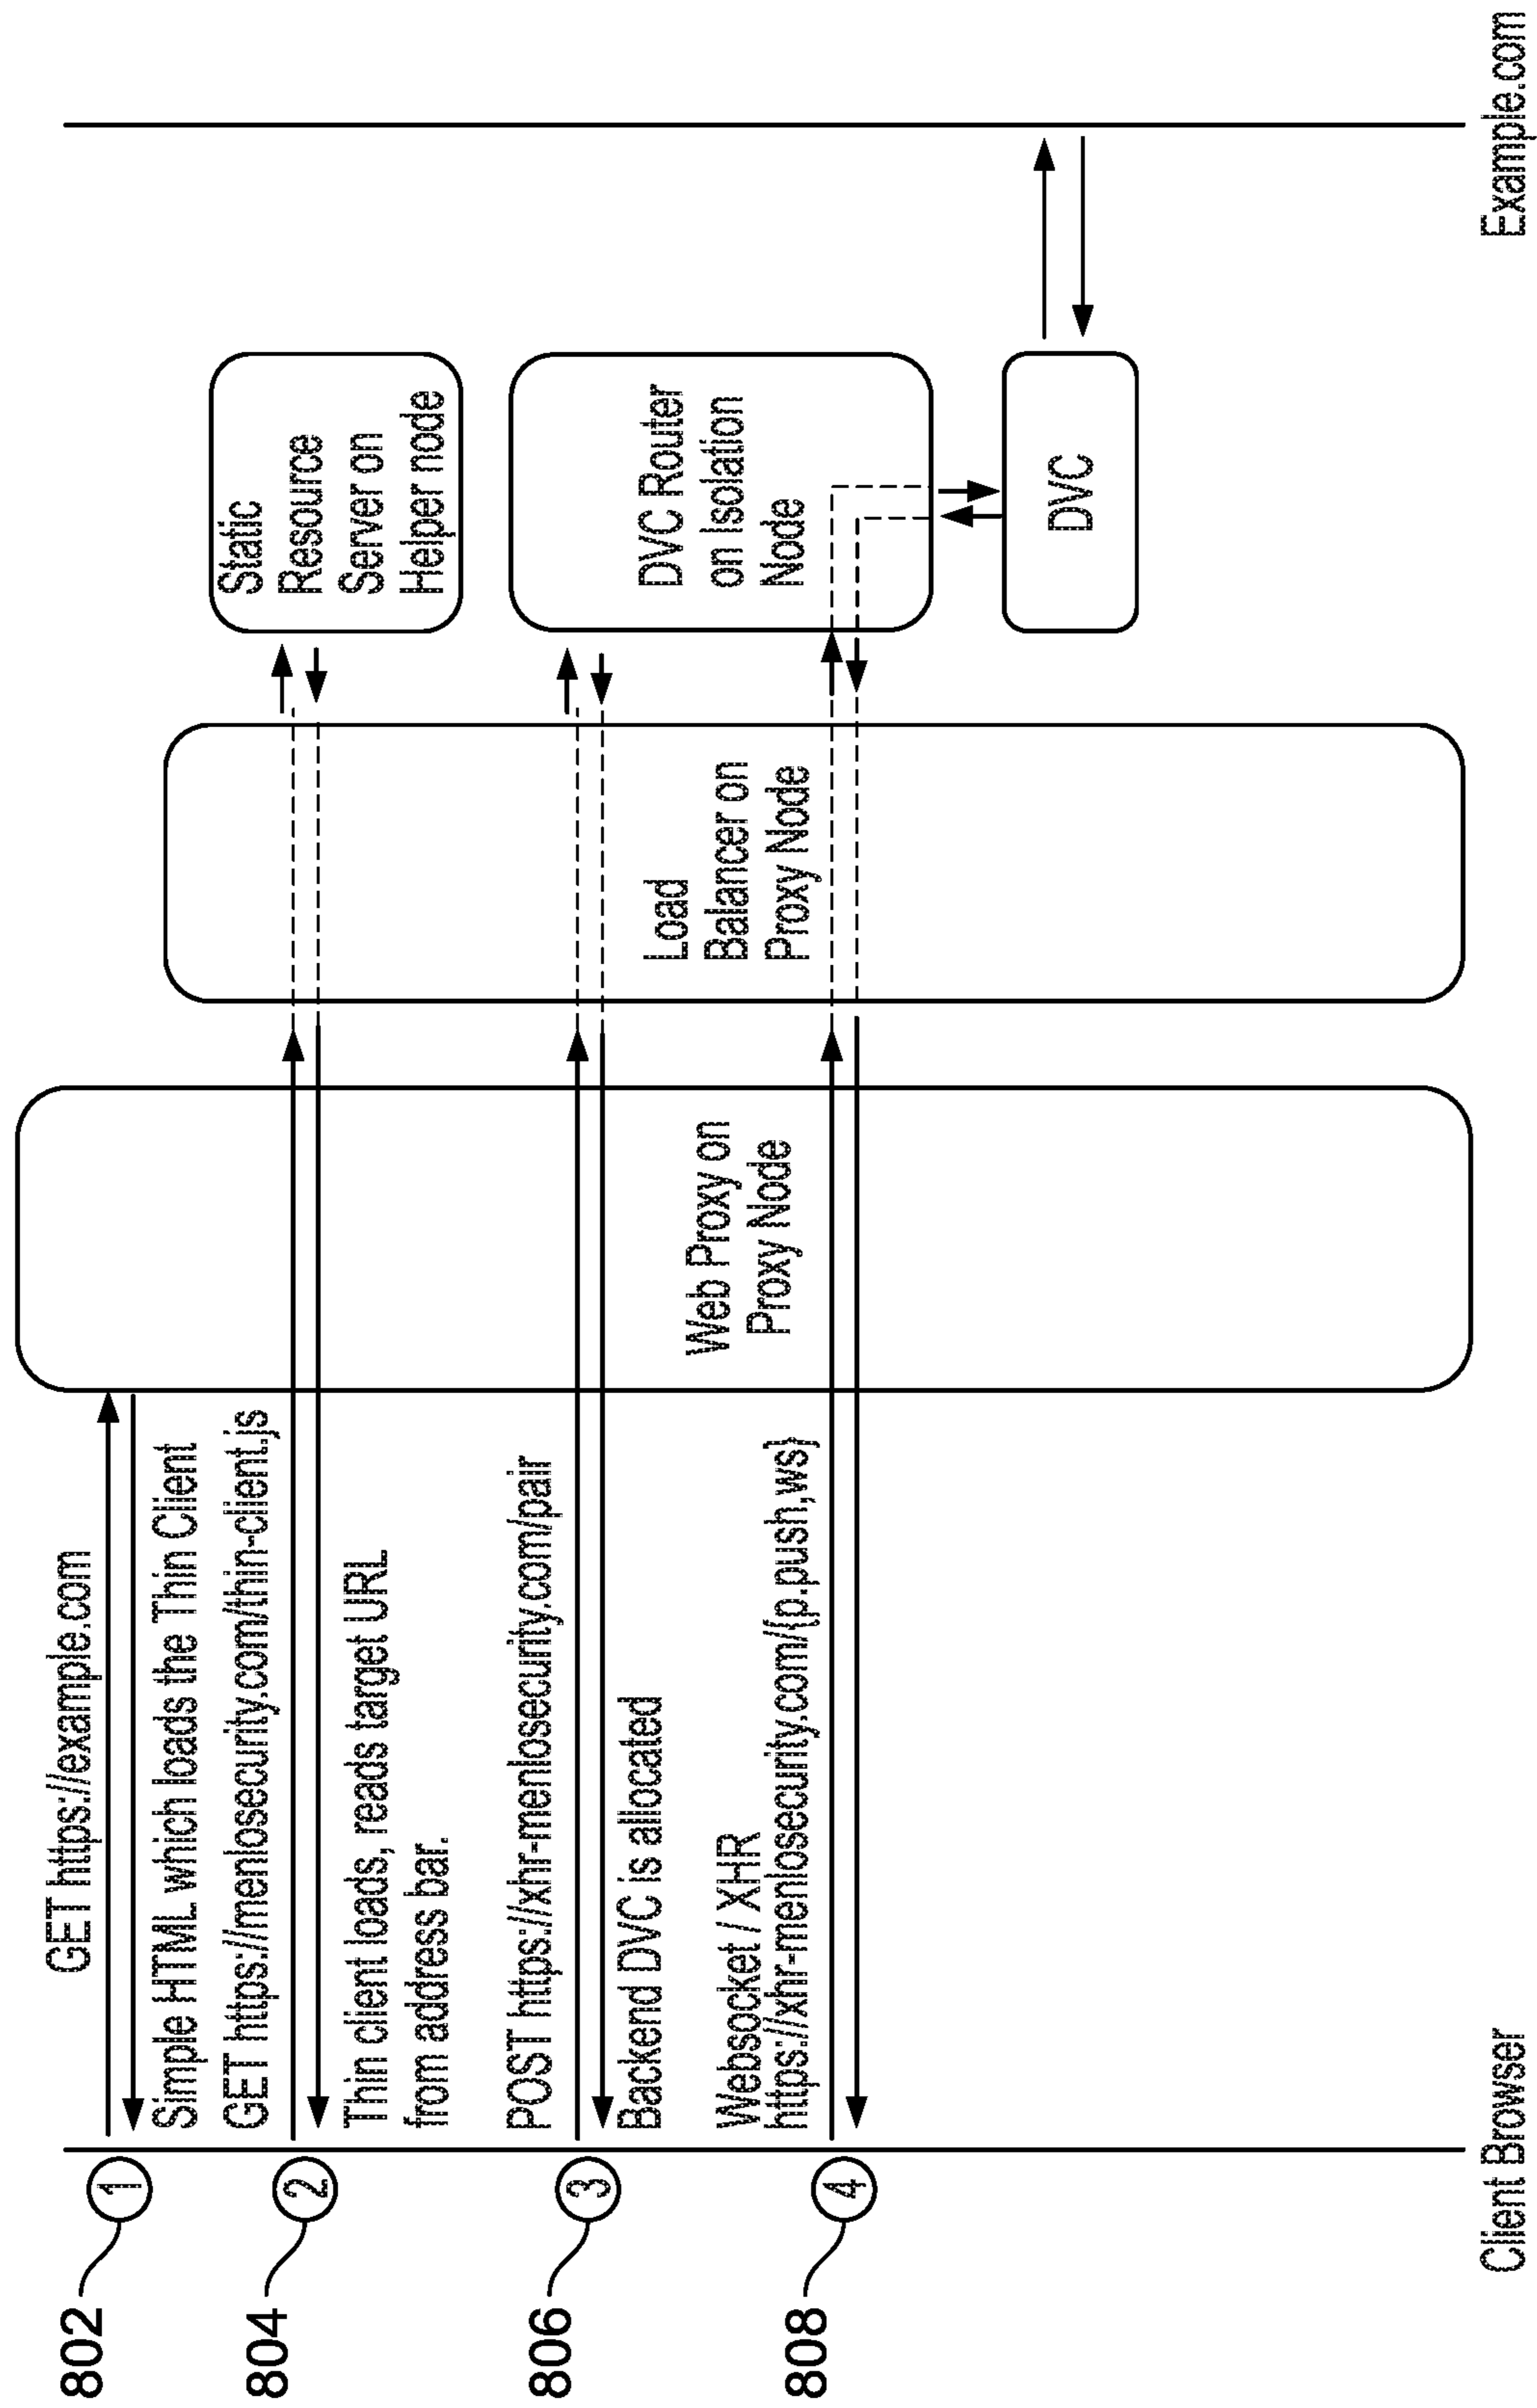 802
1
GET https://example.com
Simple HTML which loads the Thin Client
804
2
GET https://menlosecurity.com/thin-client.js
Thin client loads, reads target URL
from address bar.
806
3
POST https://xhr-menlosecurity.com/pair
Backend DVC is allocated
808
4
Websocket / XHR
https://xhr-menlosecurity.com/{p.push,ws}
Web Proxy on
Proxy Node
Load
Balancer on
Proxy Node
Static
Resource
Server on
Helper node
DVC Router
on Isolation
Node
DVC
Client Browser
Example.com